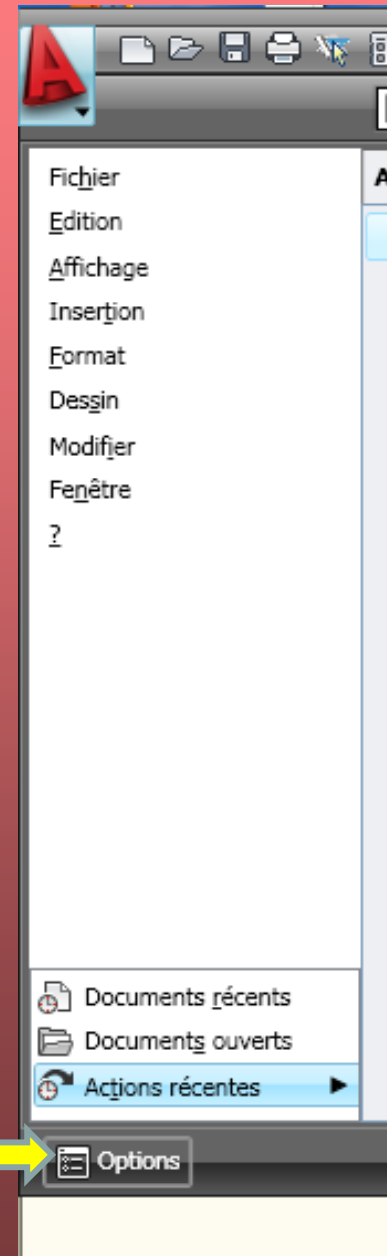 Fichier
Edition
Affichage
Insertion
Format
Dessin
Modifier
Fenêtre
?
Documents récents
Documents ouverts
Actions récentes
Options